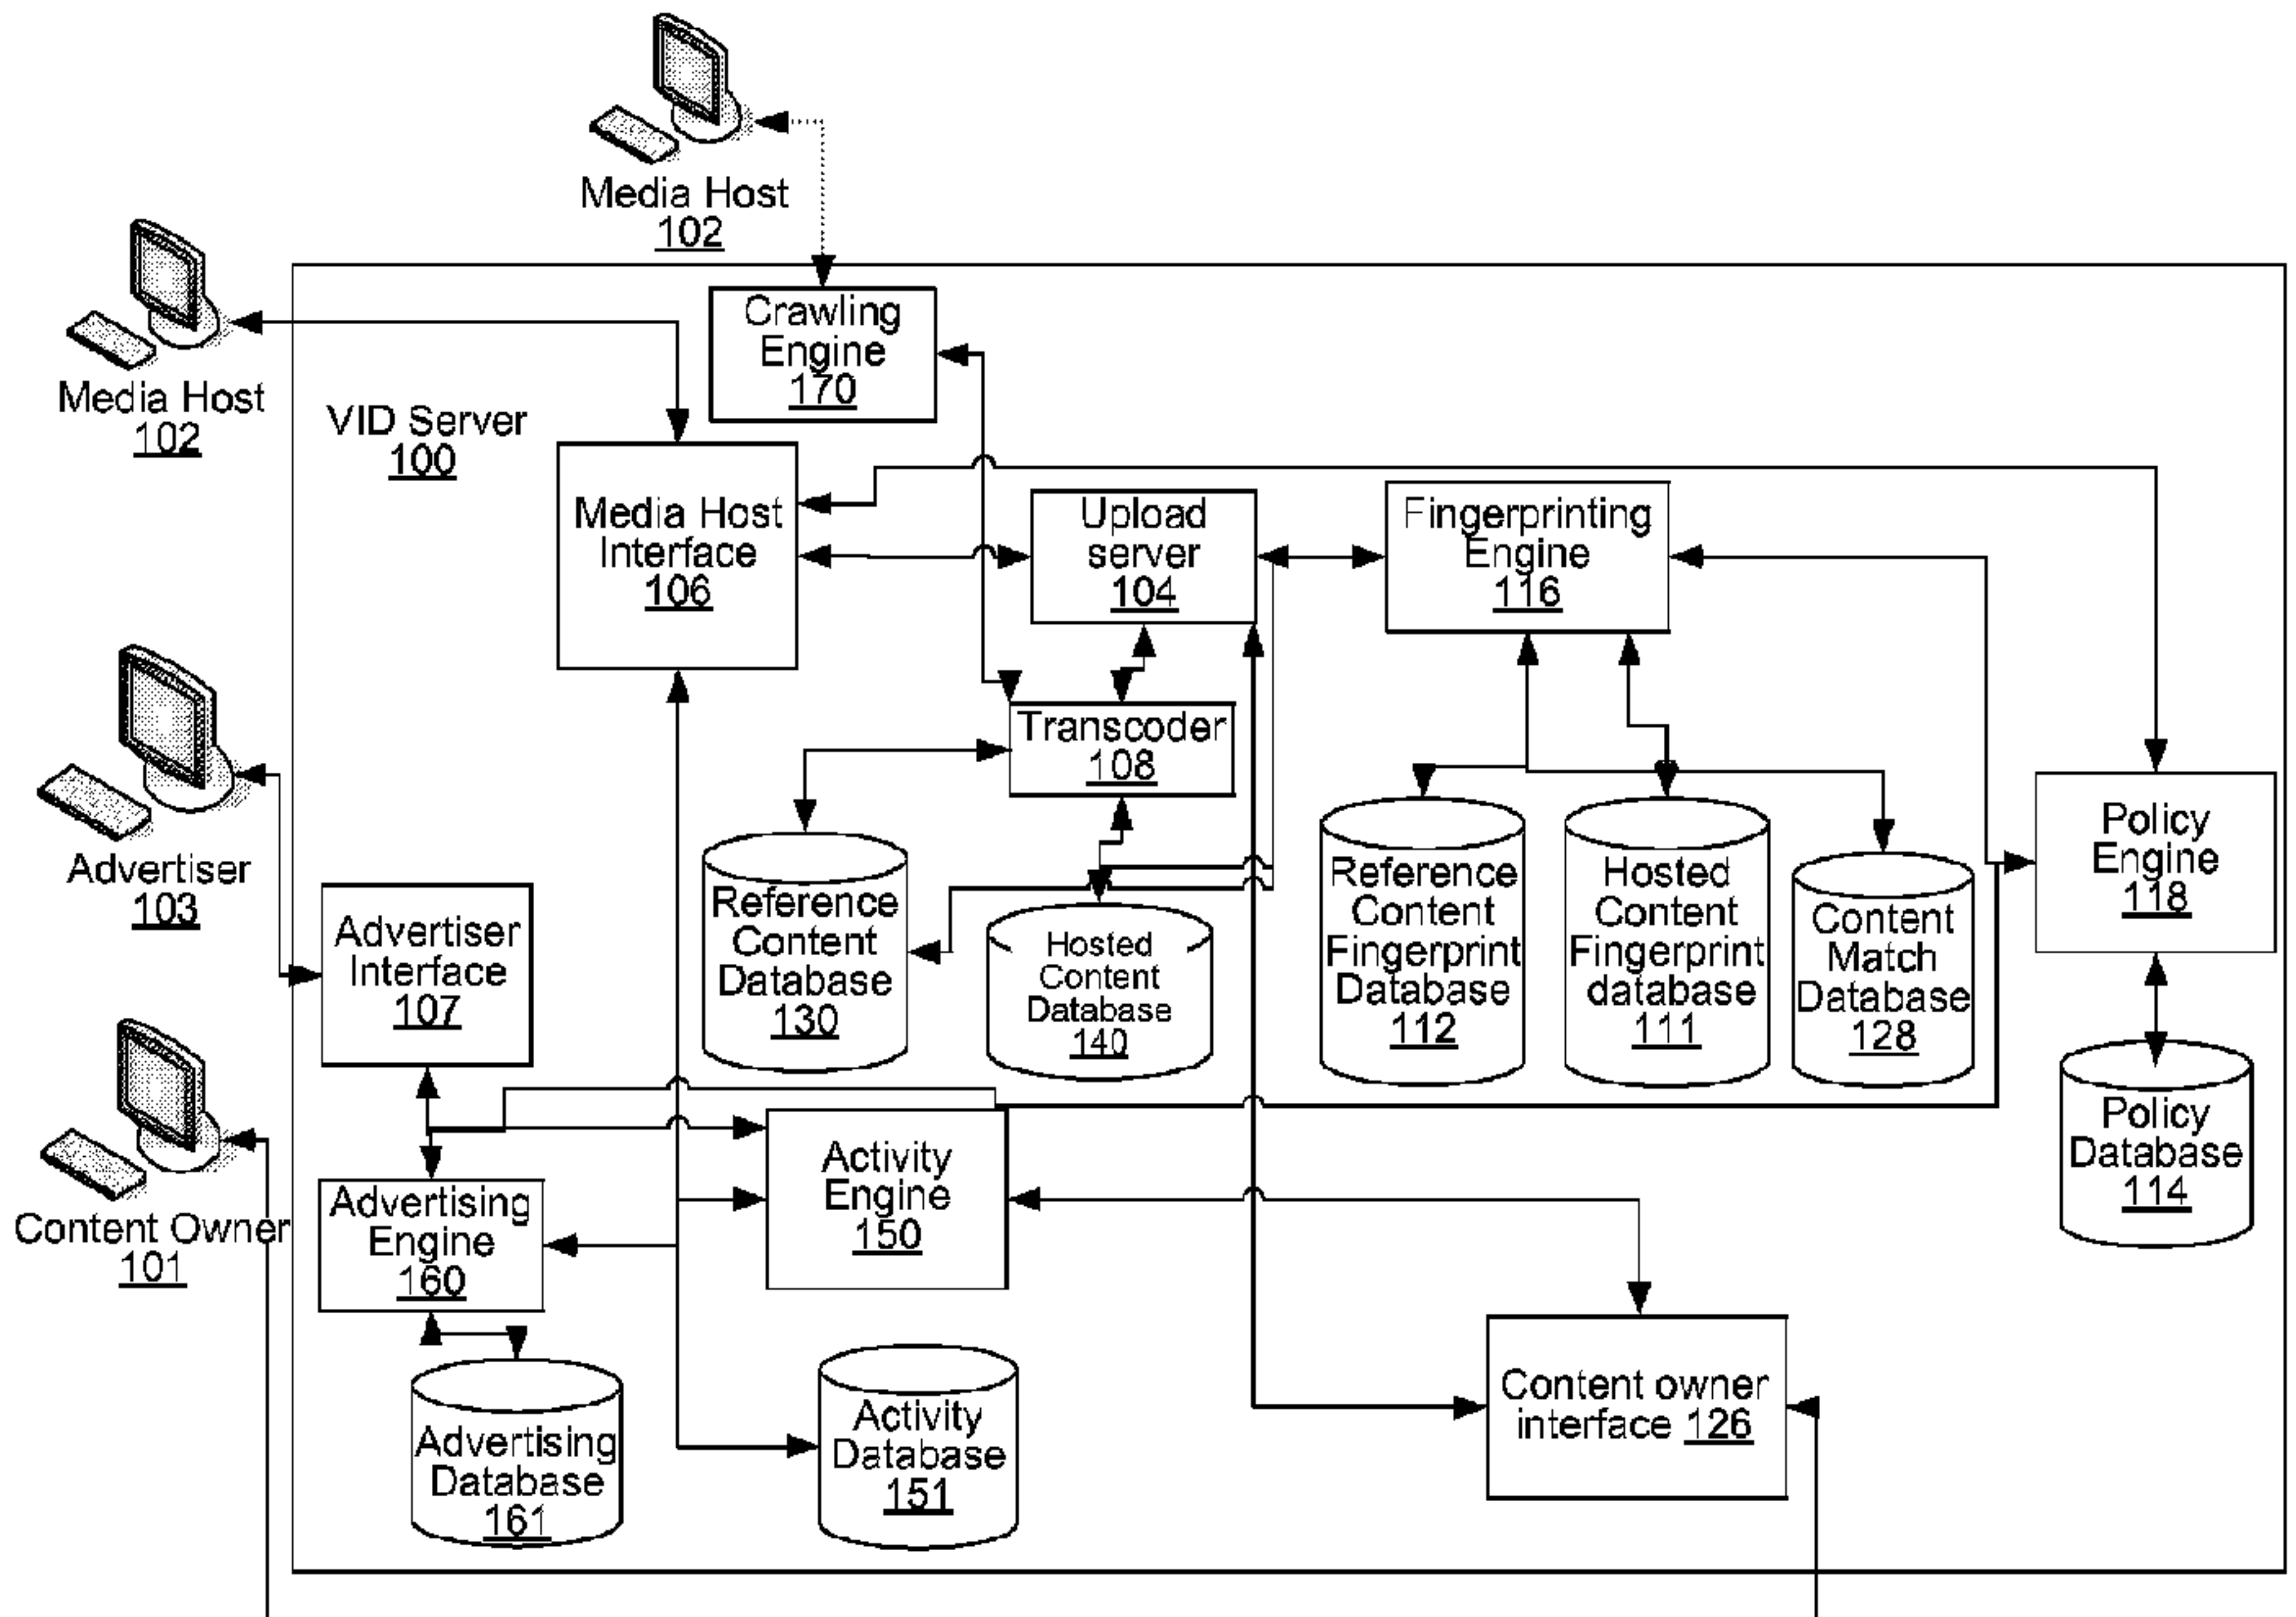 Media Host
102
Media Host
102
VID Server
100
Crawling
Engine
170
Media Host
Interface
106
Upload
server
104
Fingerprinting
Engine
116
Transcoder
108
Advertiser
103
Advertiser
Interface
107
Reference
Content
Database
130
Hosted
Content
Database
140
Reference
Content
Fingerprint
Database
112
Hosted
Content
Fingerprint
database
111
Content
Match
Database
128
Policy
Engine
118
Policy
Database
114
Content Owner
101
Advertising
Engine
160
Activity
Engine
150
Advertising
Database
161
Activity
Database
151
Content owner
interface 126